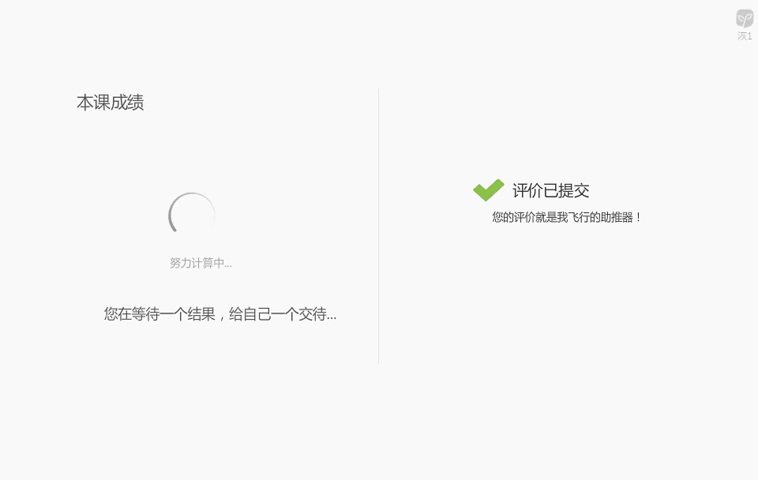 恢1
本课成绩
评价已提交
您的评价就是我飞行的助推器！
努力计算中...
您在等待一个结果，给自己一个交待...